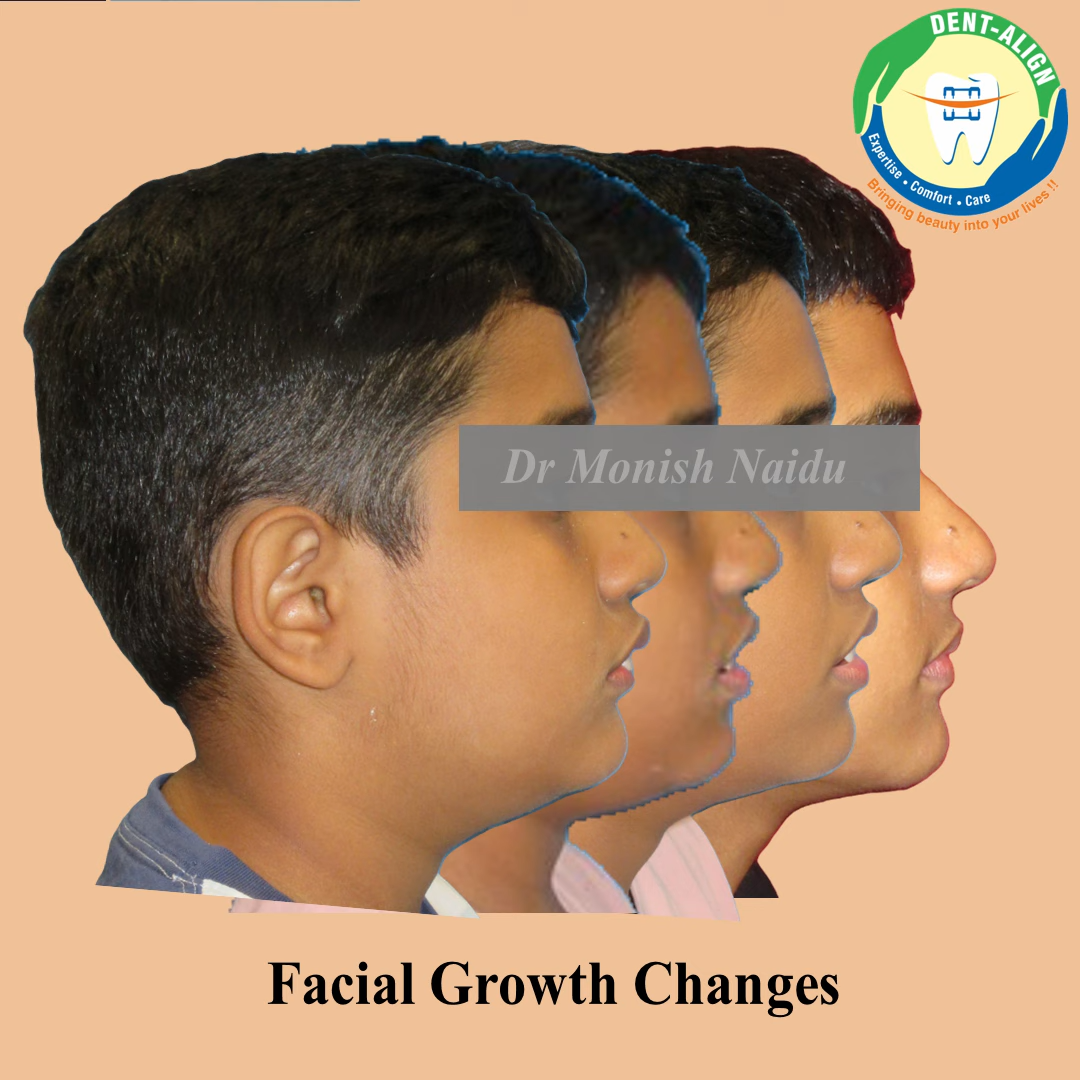 DENT-ALIGN
Expertise • Comfort • Care
Bringing beauty into your lives !!
Dr Monish Naidu
Facial Growth Changes